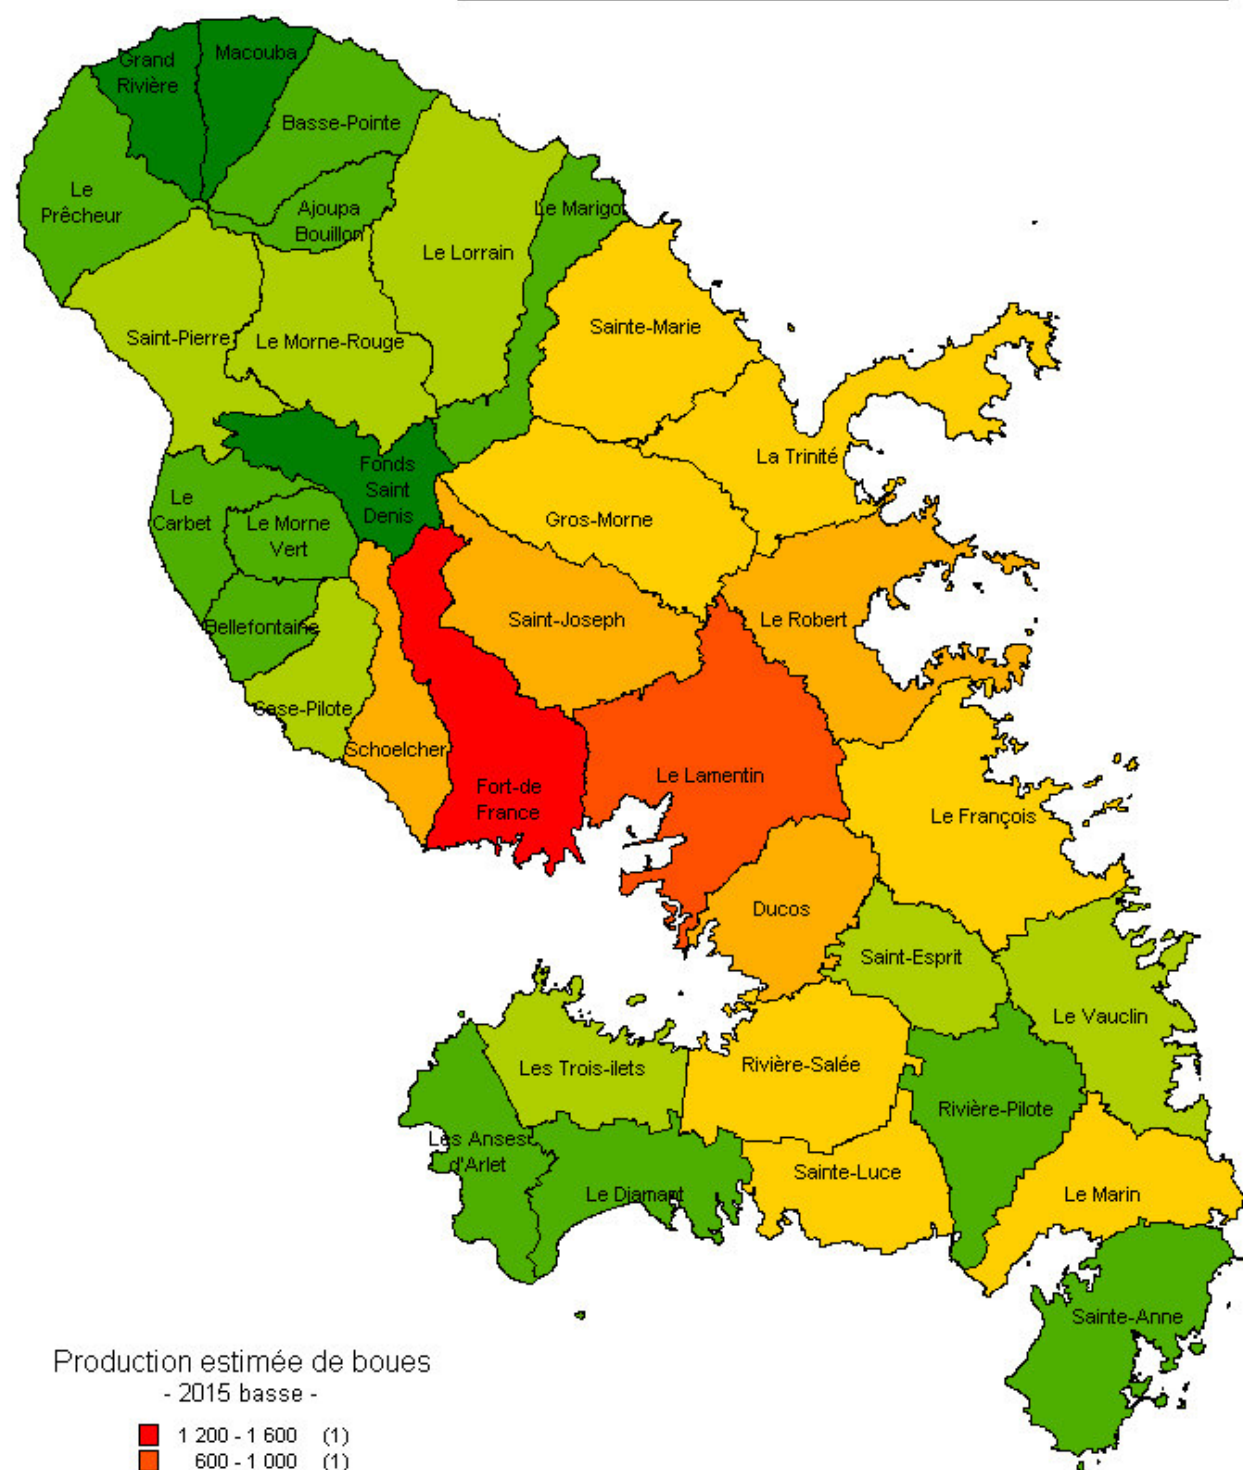 Grand
Rivière
Macouba
Basse-Pointe
Le
Prêcheur
Ajoupa
Bouillon
Le Marigot
Le Lorrain
Saint-Pierre
Le Morne-Rouge
Sainte-Marie
La Trinité
Fonds
Saint
Denis
Le
Carbet
Le Morne
Vert
Gros-Morne
Bellefontaine
Saint-Joseph
Le Robert
Case-Pilote
Schoelcher
Fort-de
France
Le Lamentin
Le François
Ducos
Saint-Esprit
Le Vauclin
Les Trois-ilets
Rivière-Salée
Rivière-Pilote
Les Anses
d'Arlet
Le Diamant
Sainte-Luce
Le Marin
Sainte-Anne
Production estimée de boues
- 2015 basse -
1 200 - 1 600 (1)
600 - 1 000 (1)